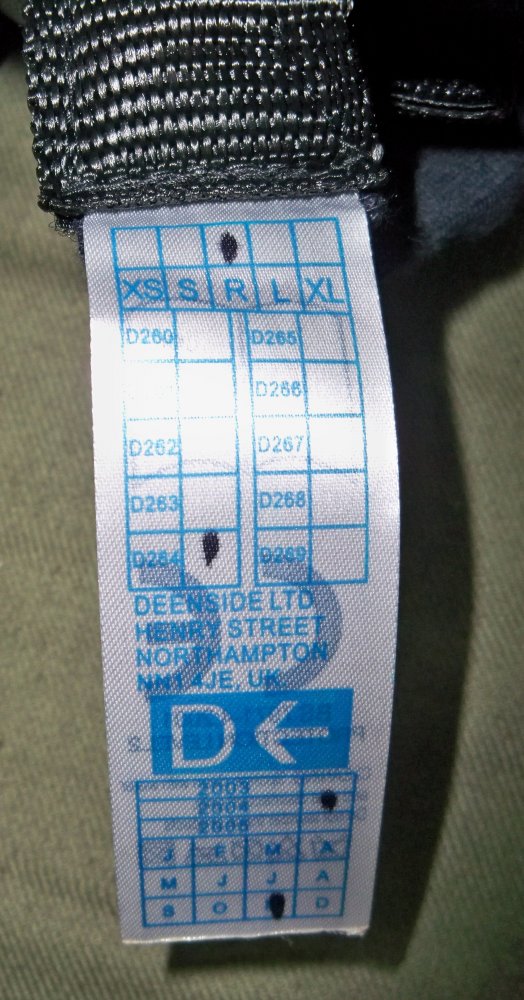 XS S R L XL
D260 D265
D266
D262 D267
D263 D268
D264 D269
DEENSIDE LTD
HENRY STREET
NORTHAMPTON
NN1 4JE, UK
D
2003
2004
2005
J F M A
M J J A
S O D